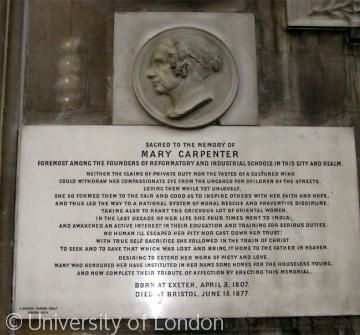 SACRED TO THE MEMORY OF
MARY CARPENTER
FOREMOST AMONG THE FOUNDERS OF REFORMATORY AND INDUSTRIAL SCHOOLS IN THIS CITY AND REALM.
NEITHER THE CLAIMS OF PRIVATE DUTY NOR THE TASTES OF A CULTURED MIND
COULD WITHDRAW HER COMPASSIONATE EYE FROM THE UNCARED FOR CHILDREN OF THE STREETS.
LOVING THEM WHILE YET UNLOVELY,
SHE SO FORMED THEM TO THE FAIR AND GOOD AS TO INSPIRE OTHERS WITH HER FAITH AND HOPE,
AND THUS LED THE WAY TO A NATIONAL SYSTEM OF MORAL RESCUE AND PREVENTIVE DISCIPLINE.
TAKING ALSO TO HEART THE GRIEVOUS LOT OF ORIENTAL WOMEN,
IN THE LAST DECADE OF HER LIFE SHE FOUR TIMES WENT TO INDIA,
AND AWAKENED AN ACTIVE INTEREST IN THEIR EDUCATION AND TRAINING FOR SERIOUS DUTIES.
NO HUMAN ILL ESCAPED HER PITY NOR CAST DOWN HER TRUST:
WITH TRUE SELF SACRIFICE SHE FOLLOWED IN THE TRAIN OF CHRIST,
TO SEEK AND TO SAVE THAT WHICH WAS LOST AND BRING IT HOME TO THE FATHER IN HEAVEN.
DESIRING TO EXTEND HER WORK OF PIETY AND LOVE,
MANY WHO HONOURED HER HAVE INSTITUTED IN HER NAME SOME HOMES FOR THE HOUSELESS YOUNG,
AND NOW COMPLETE THEIR TRIBUTE OF AFFECTION BY ERECTING THIS MEMORIAL.
BORN AT EXETER, APRIL 3, 1807.
DIED AT BRISTOL, JUNE 15, 1877.
© University of London